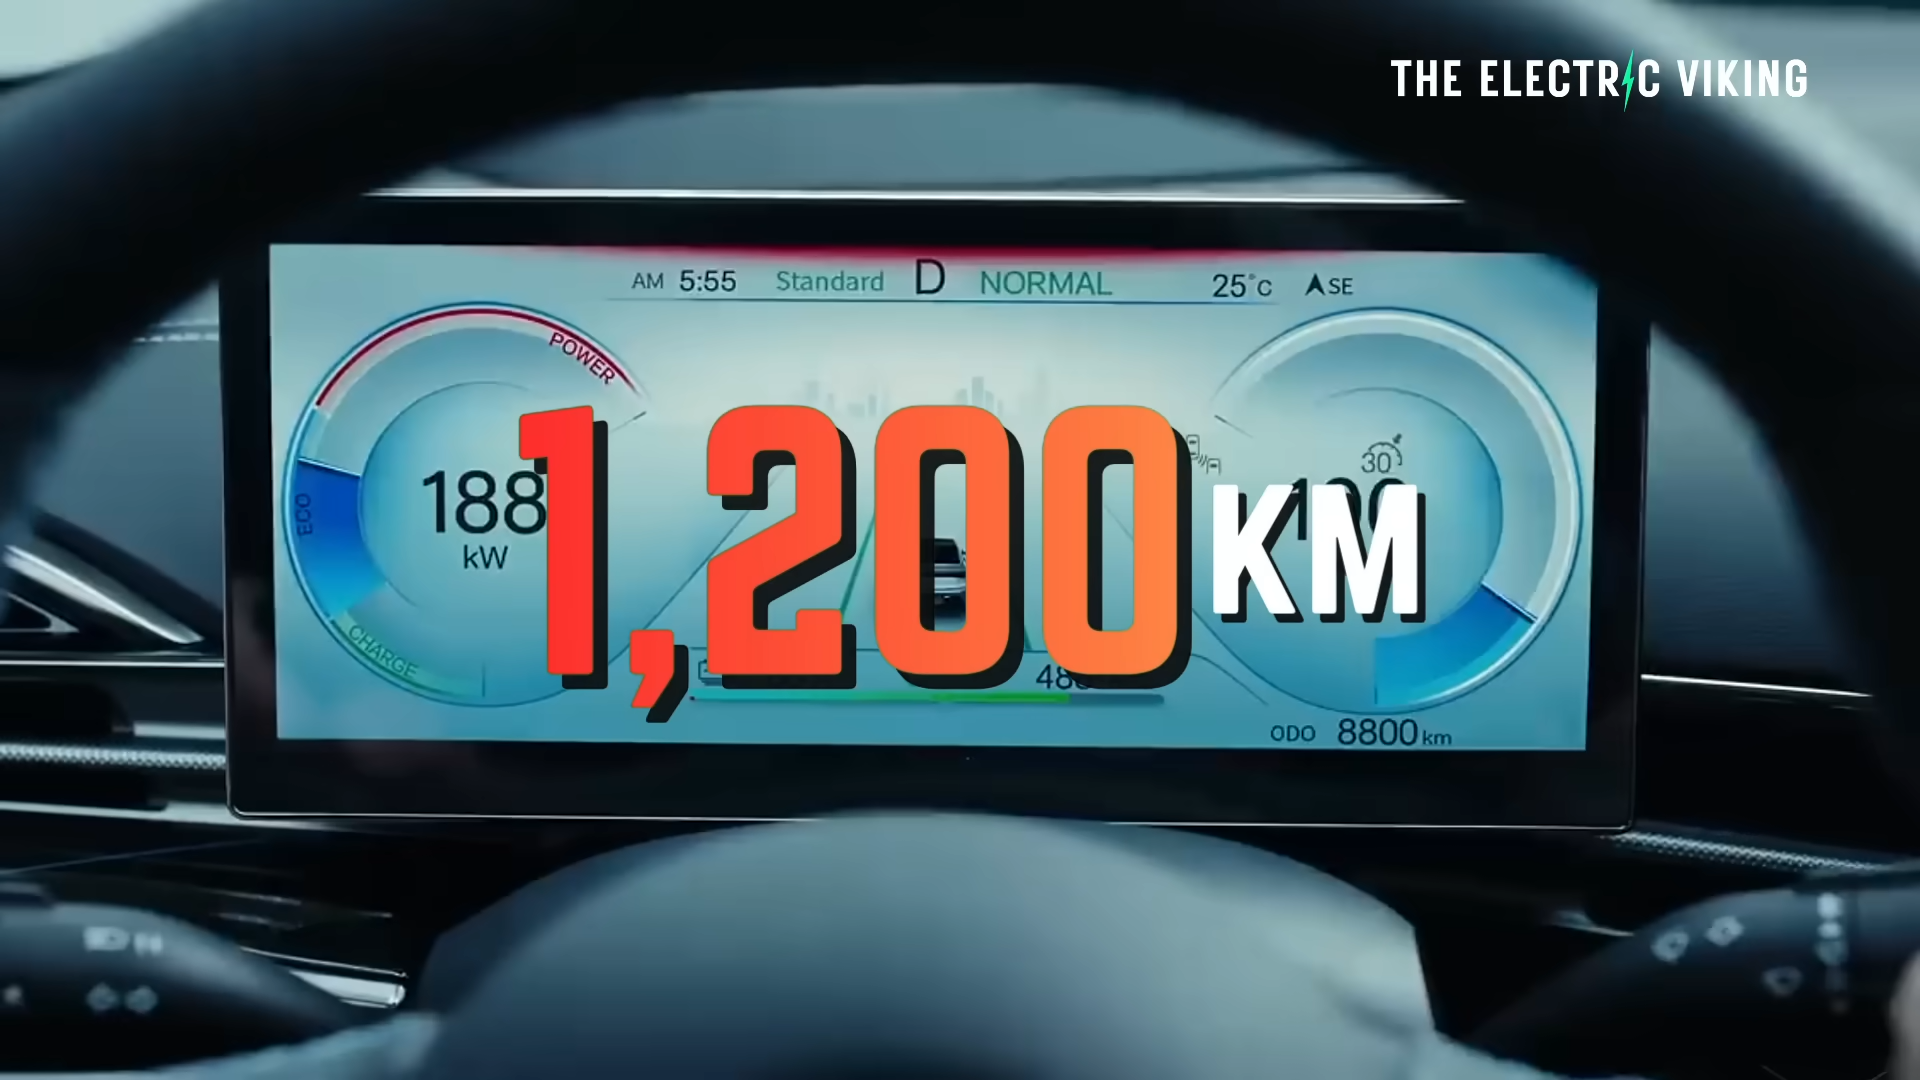 THE ELECTRIC VIKING
AM 5:55 Standard D NORMAL 25°C SE
POWER
ECO
CHARGE
188
kW
1,200 KM
30
ODO 8800 km